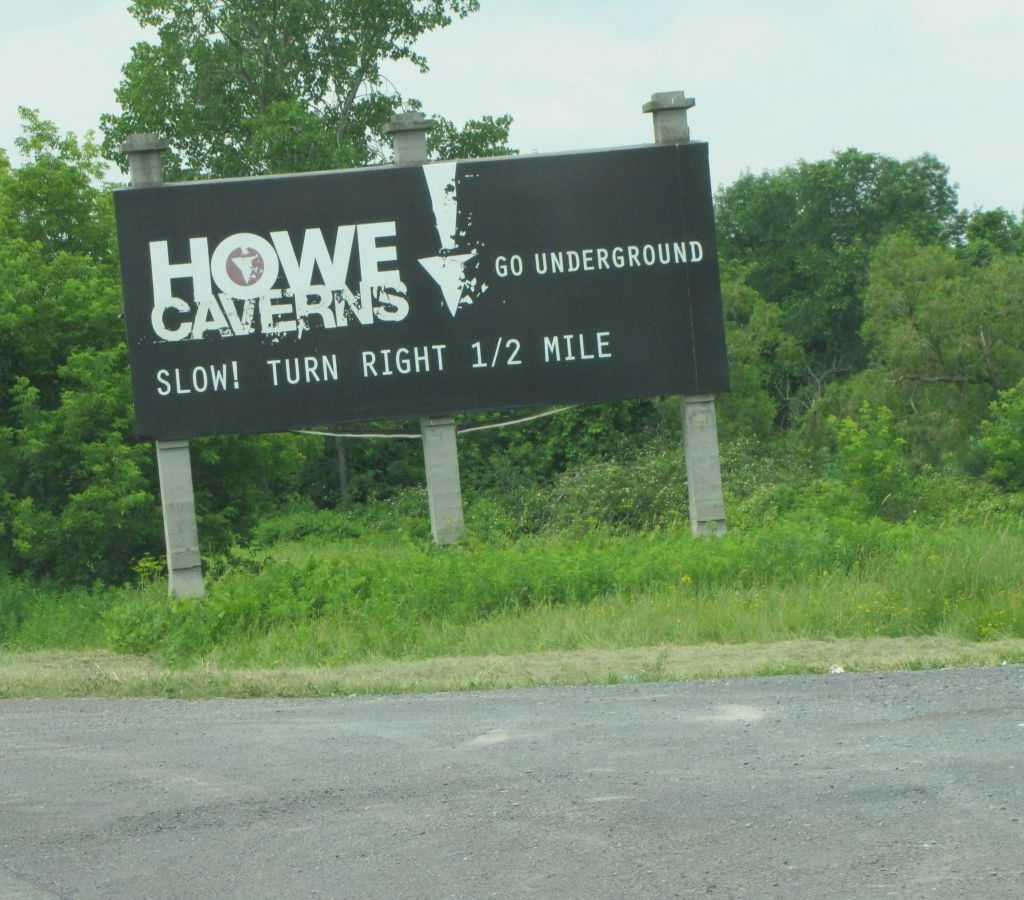 HOWE
CAVERNS
GO UNDERGROUND
SLOW! TURN RIGHT 1/2 MILE